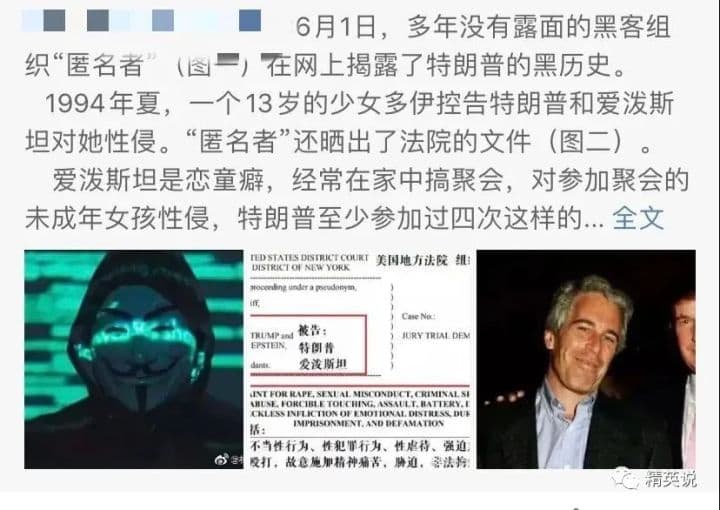 6月1日，多年没有露面的黑客组
织“匿名者”（图一）在网上揭露了特朗普的黑历史。
1994年夏，一个13岁的少女多伊控告特朗普和爱泼斯
坦对她性侵。“匿名者”还晒出了法院的文件（图二）。
爱泼斯坦是恋童癖，经常在家中搞聚会，对参加聚会的
未成年女孩性侵，特朗普至少参加过四次这样的... 全文
TED STATES DISTRICT COURT 美国地方法院 纽
DISTRICT OF NEW YORK
proceeding under a pseudonym,
Case No.:
TRUMP and 被告：
特朗普
JURY TRIAL DEM
EPSTEIN,
爱泼斯坦
dants.
INT FOR RAPE, SEXUAL MISCONDUCT, CRIMINAL S
ABUSE, FORCIBLE TOUCHING, ASSAULT, BATTERY, I
CKLESS INFLICTION OF EMOTIONAL DISTRESS, DU
IMPRISONMENT, AND DEFAMATION
括：
不当性行为、性犯罪行为、性虐待、强迫
殴打，故意施加精神痛苦，胁迫，非法拘
精英说